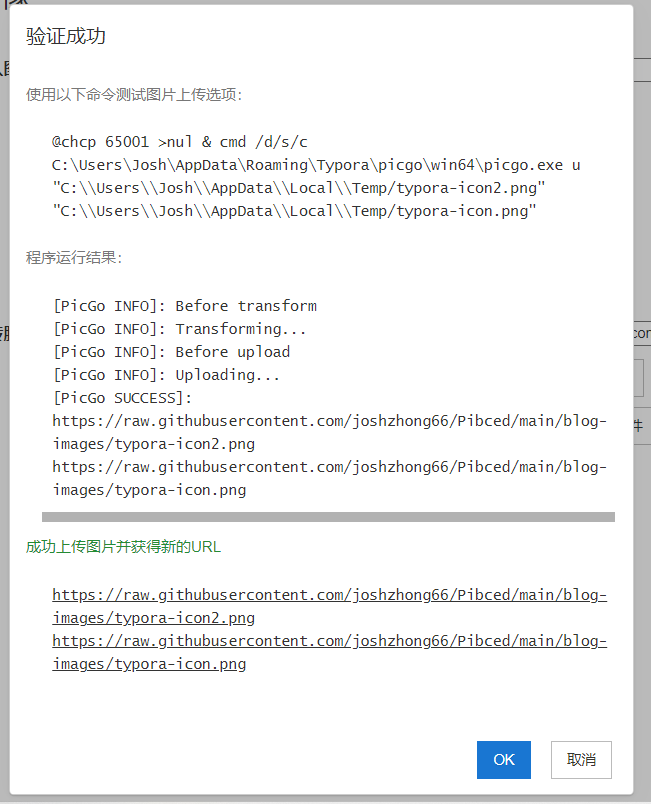 验证成功
使用以下命令测试图片上传选项:
@chcp 65001 >nul & cmd /d/s/c
C:\Users\Josh\AppData\Roaming\Typora\picgo\win64\picgo.exe u
"C:\\Users\\Josh\\AppData\\Local\\Temp/typora-icon2.png"
"C:\\Users\\Josh\\AppData\\Local\\Temp/typora-icon.png"
程序运行结果:
[PicGo INFO]: Before transform
[PicGo INFO]: Transforming...
[PicGo INFO]: Before upload
[PicGo INFO]: Uploading...
[PicGo SUCCESS]:
https://raw.githubusercontent.com/joshzhong66/Pibced/main/blog-
images/typora-icon2.png
https://raw.githubusercontent.com/joshzhong66/Pibced/main/blog-
images/typora-icon.png
成功上传图片并获得新的URL
https://raw.githubusercontent.com/joshzhong66/Pibced/main/blog-
images/typora-icon2.png
https://raw.githubusercontent.com/joshzhong66/Pibced/main/blog-
images/typora-icon.png
con
件
OK
取消